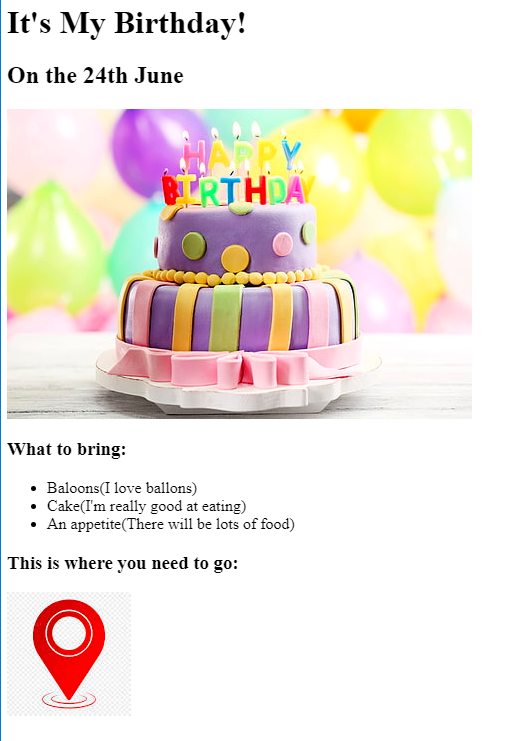 It's My Birthday!
On the 24th June
HAPPY
BIRTHDAY
What to bring:
Baloons(I love ballons)
Cake(I'm really good at eating)
An appetite(There will be lots of food)
This is where you need to go: